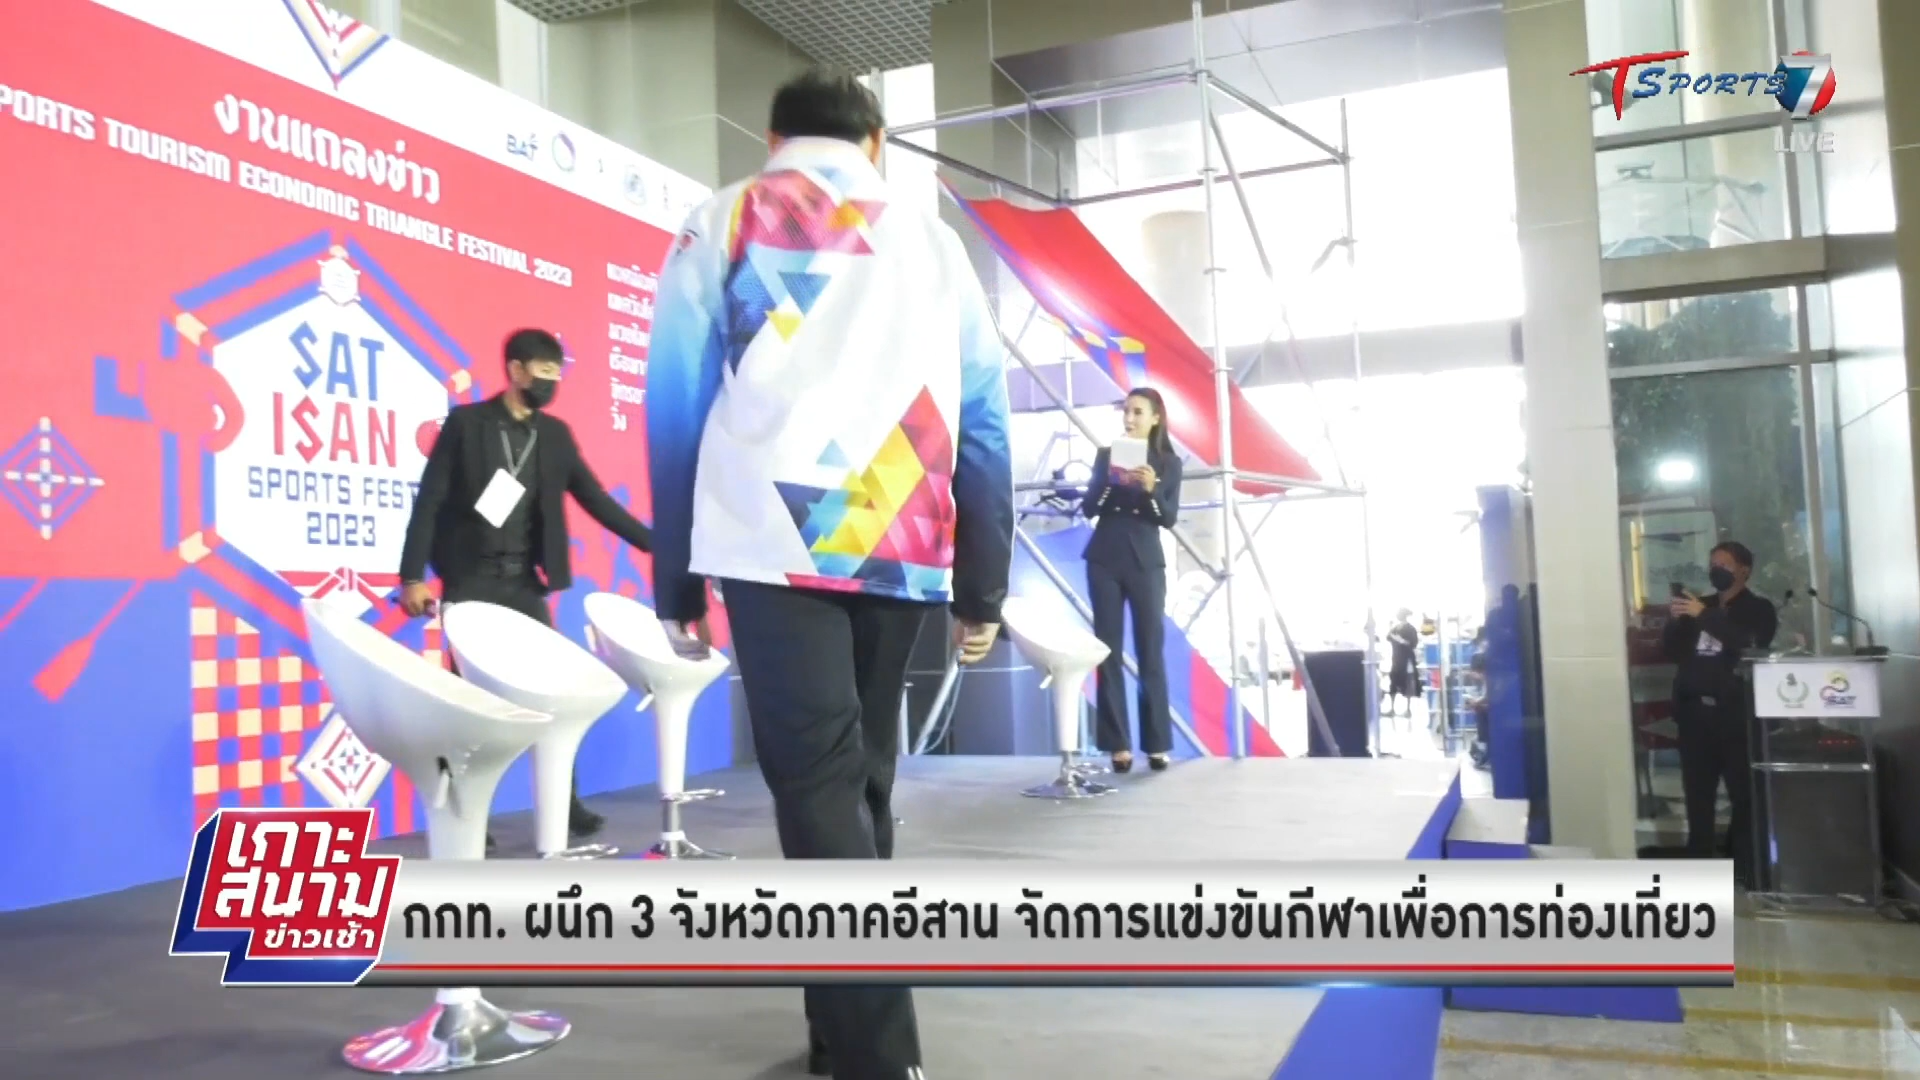 งานแถลงข่าว
PORTS TOURISM ECONOMIC TRIANGLE FESTIVAL 2023
SAT
ISAN
SPORTS FEST
2023
วิ่ง
TSPORTS 7
LIVE
SAT
เกาะ
สนาม
ข่าวเช้า
กกท. ผนึก 3 จังหวัดภาคอีสาน จัดการแข่งขันกีฬาเพื่อการท่องเที่ยว